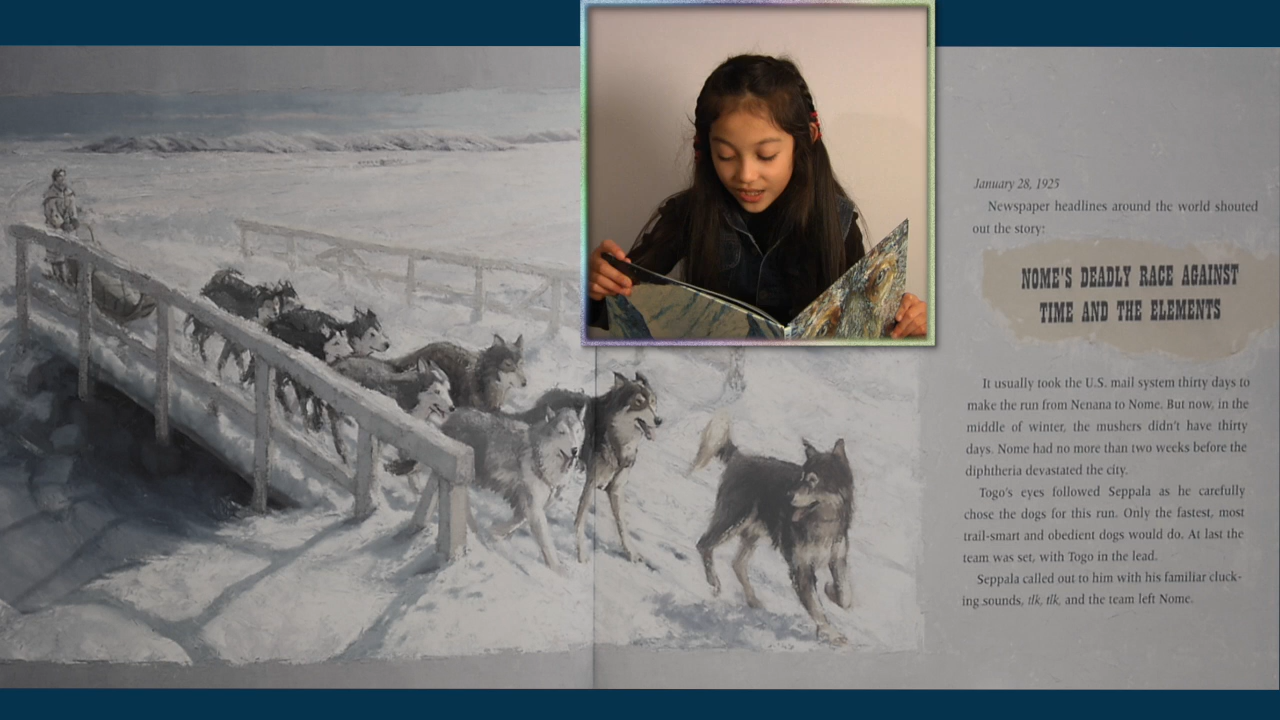 January 28, 1925
Newspaper headlines around the world shouted
out the story:
NOME'S DEADLY RACE AGAINST
TIME AND THE ELEMENTS
It usually took the U.S. mail system thirty days to
make the run from Nenana to Nome. But now, in the
middle of winter, the mushers didn't have thirty
days. Nome had no more than two weeks before the
diphtheria devastated the city.
Togo's eyes followed Seppala as he carefully
chose the dogs for this run. Only the fastest, most
trail-smart and obedient dogs would do. At last the
team was set, with Togo in the lead.
Seppala called out to him with his familiar cluck-
ing sounds, tlk, tlk, and the team left Nome.